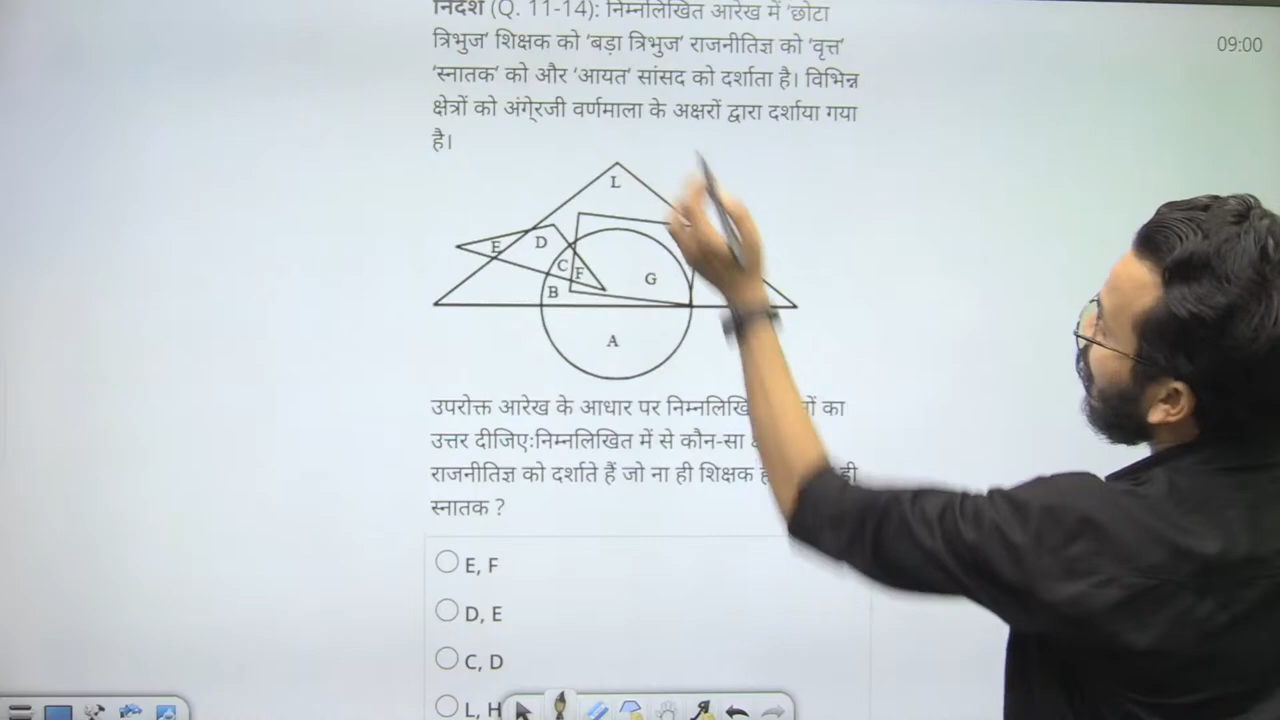 निर्देश (Q. 11-14): निम्नलिखित आरेख में 'छोटा
09:00
त्रिभुज' शिक्षक को 'बड़ा त्रिभुज' राजनीतिज्ञ को 'वृत्त'
'स्नातक' को और 'आयत' सांसद को दर्शाता है। विभिन्न
क्षेत्रों को अंगे्रजी वर्णमाला के अक्षरों द्वारा दर्शाया गया
है।
L
E D
C F G
B
A
उपरोक्त आरेख के आधार पर का
उत्तर दीजिए:निम्नलिखित में से कौन-सा
राजनीतिज्ञ को दर्शाते हैं जो ना ही शिक्षक ही
स्नातक ?
E, F
D, E
C, D
L, H